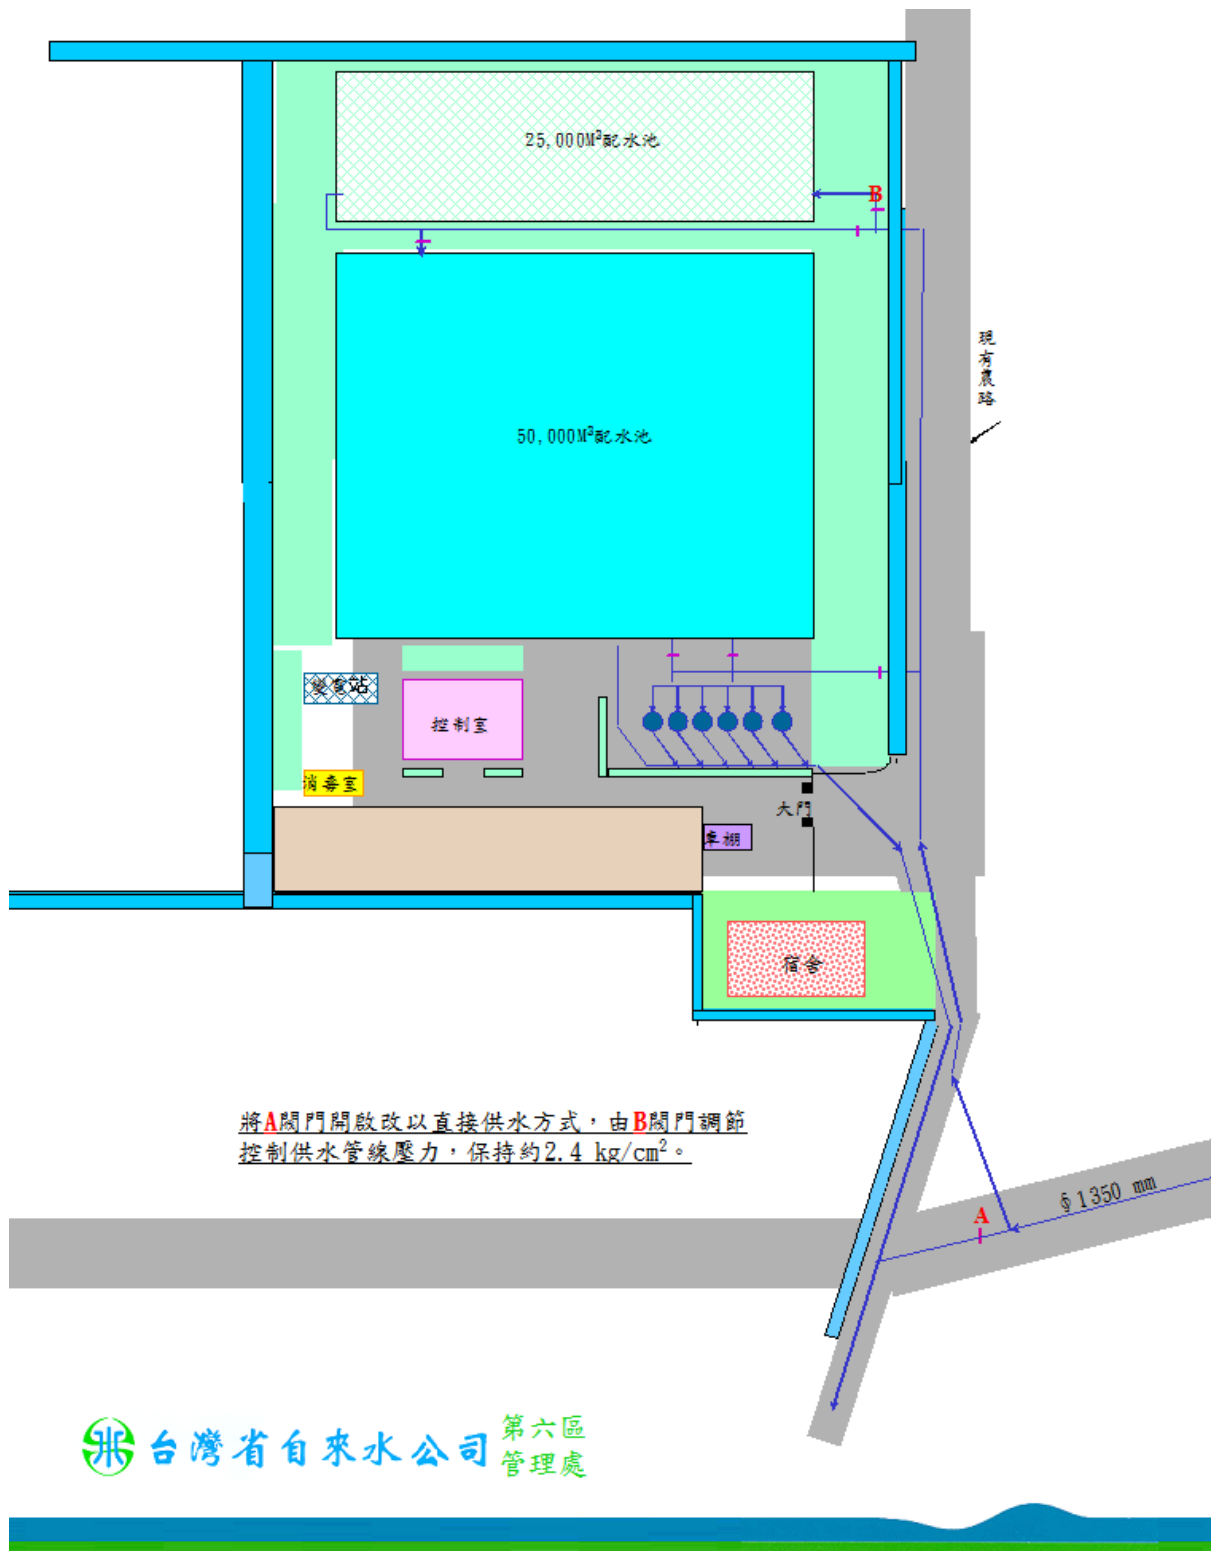 25,000M³配水池
B
現有農路
50,000M³配水池
變電站
控制室
消毒室
大門
車棚
宿舍
將A閥門開啟改以直接供水方式，由B閥門調節
控制供水管線壓力，保持約2.4 kg/cm²。
ϕ1350 mm
A
台灣省自來水公司
第六區
管理處